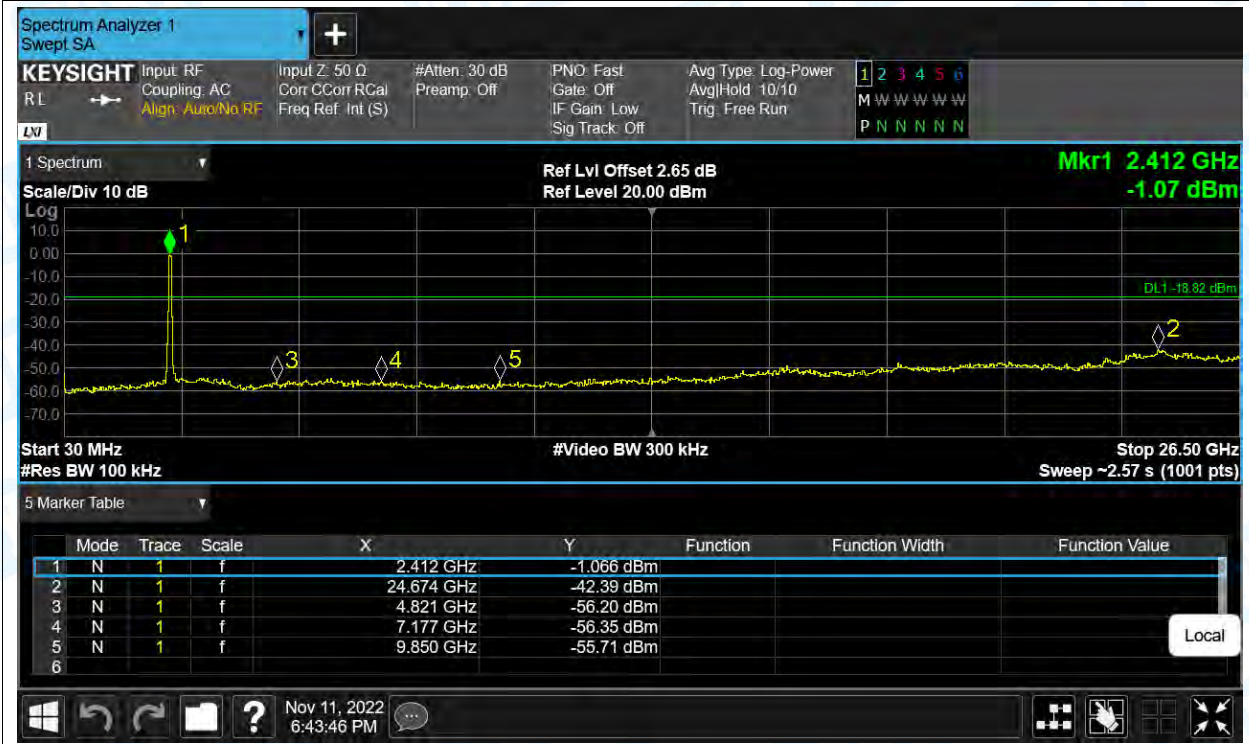 Spectrum Analyzer 1
Swept SA
+
KEYSIGHT
RL
LXI
Input: RF
Coupling: AC
Align: Auto/No RF
Input Z: 50 Ω
Corr CCorr RCal
Freq Ref: Int (S)
#Atten: 30 dB
Preamp: Off
PNO: Fast
Gate: Off
IF Gain: Low
Sig Track: Off
Avg Type: Log-Power
Avg|Hold: 10/10
Trig: Free Run
1 2 3 4 5 6
M W W W W W
P N N N N N
1 Spectrum
Scale/Div 10 dB
Ref Lvl Offset 2.65 dB
Ref Level 20.00 dBm
Mkr1 2.412 GHz
-1.07 dBm
Log
10.0
0.00
-10.0
-20.0
-30.0
-40.0
-50.0
-60.0
-70.0
1
DL1 -18.82 dBm
2
3
4
5
Start 30 MHz
#Res BW 100 kHz
#Video BW 300 kHz
Stop 26.50 GHz
Sweep ~2.57 s (1001 pts)
5 Marker Table
Mode Trace Scale X Y Function Function Width Function Value
1 N 1 f 2.412 GHz -1.066 dBm
2 N 1 f 24.674 GHz -42.39 dBm
3 N 1 f 4.821 GHz -56.20 dBm
4 N 1 f 7.177 GHz -56.35 dBm
5 N 1 f 9.850 GHz -55.71 dBm
6
Local
?
Nov 11, 2022
6:43:46 PM